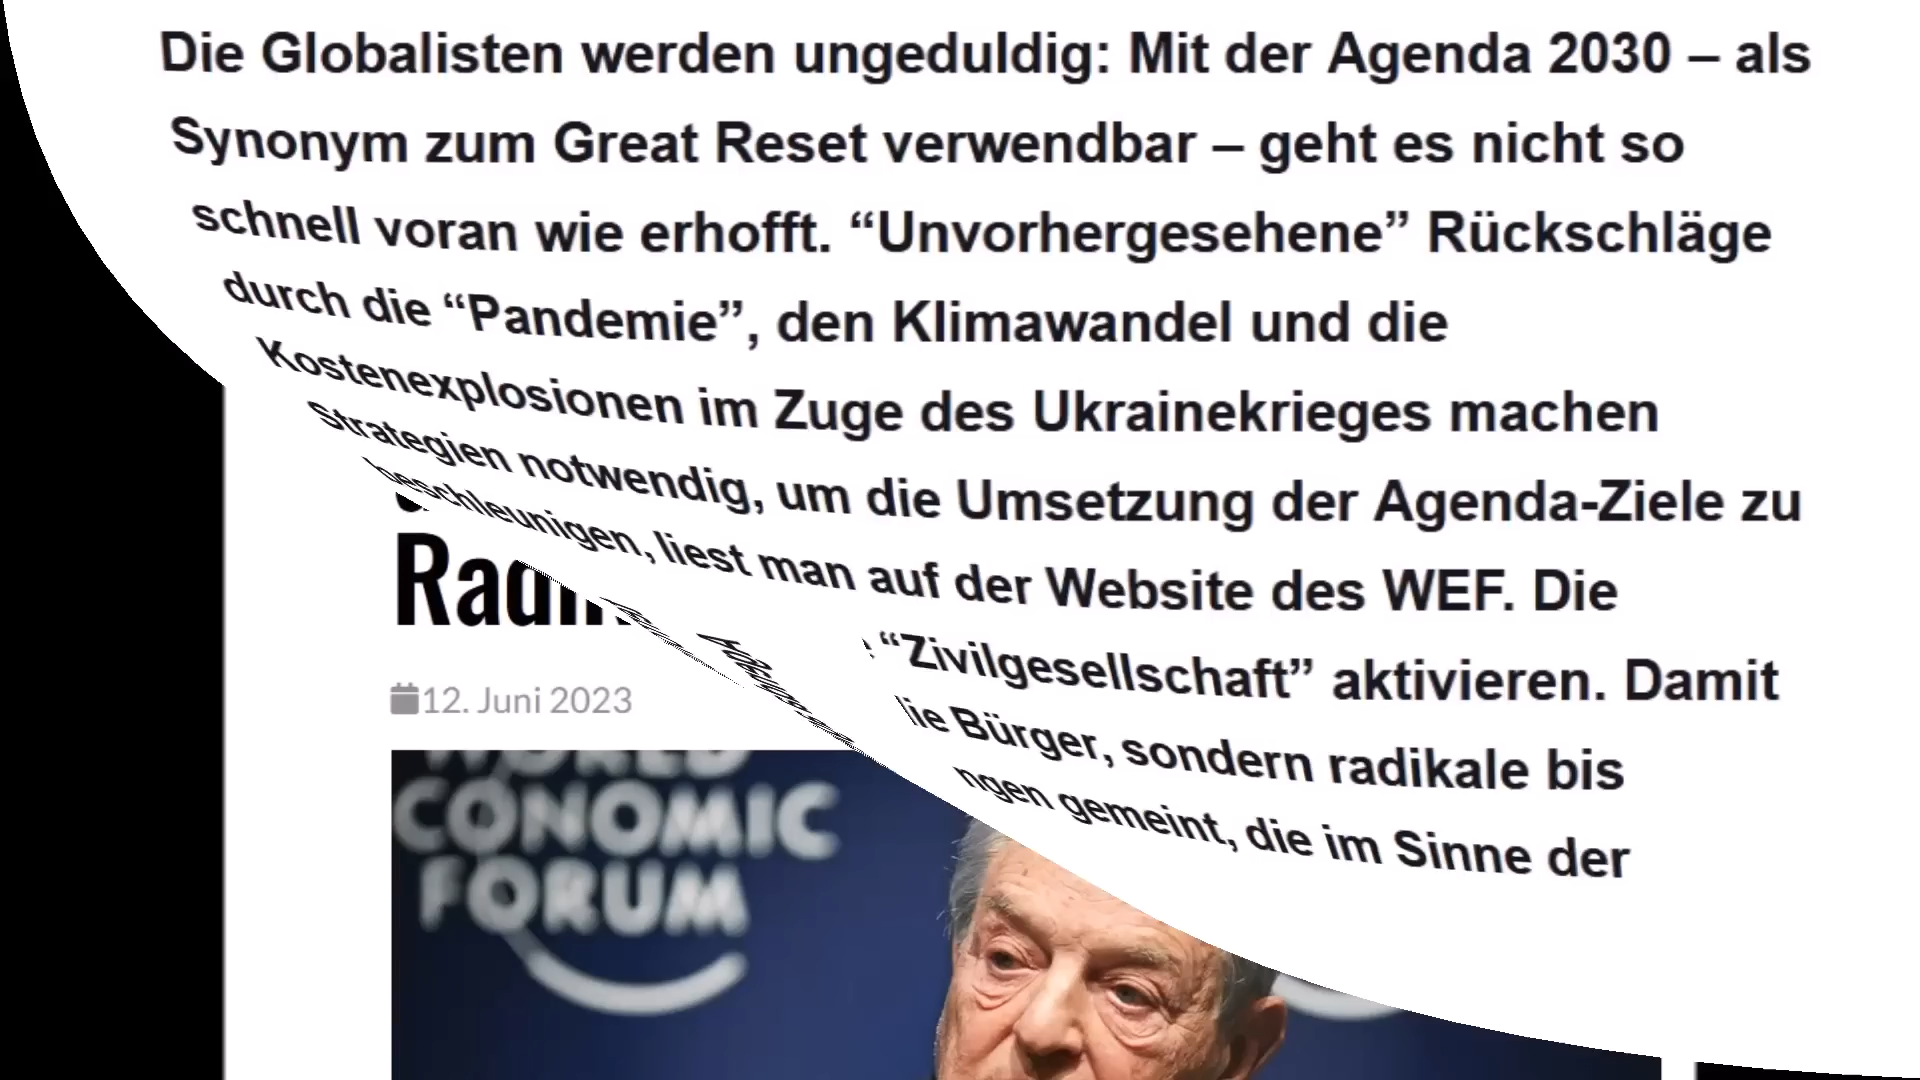 Die Globalisten werden ungeduldig: Mit der Agenda 2030 – als
Synonym zum Great Reset verwendbar – geht es nicht so
schnell voran wie erhofft. “Unvorhergesehene” Rückschläge
durch die “Pandemie”, den Klimawandel und die
Kostenexplosionen im Zuge des Ukrainekrieges machen
Strategien notwendig, um die Umsetzung der Agenda-Ziele zu
beschleunigen, liest man auf der Website des WEF. Die
“Zivilgesellschaft” aktivieren. Damit
Bürger, sondern radikale bis
gemeint, die im Sinne der
12. Juni 2023
WORLD
ECONOMIC
FORUM